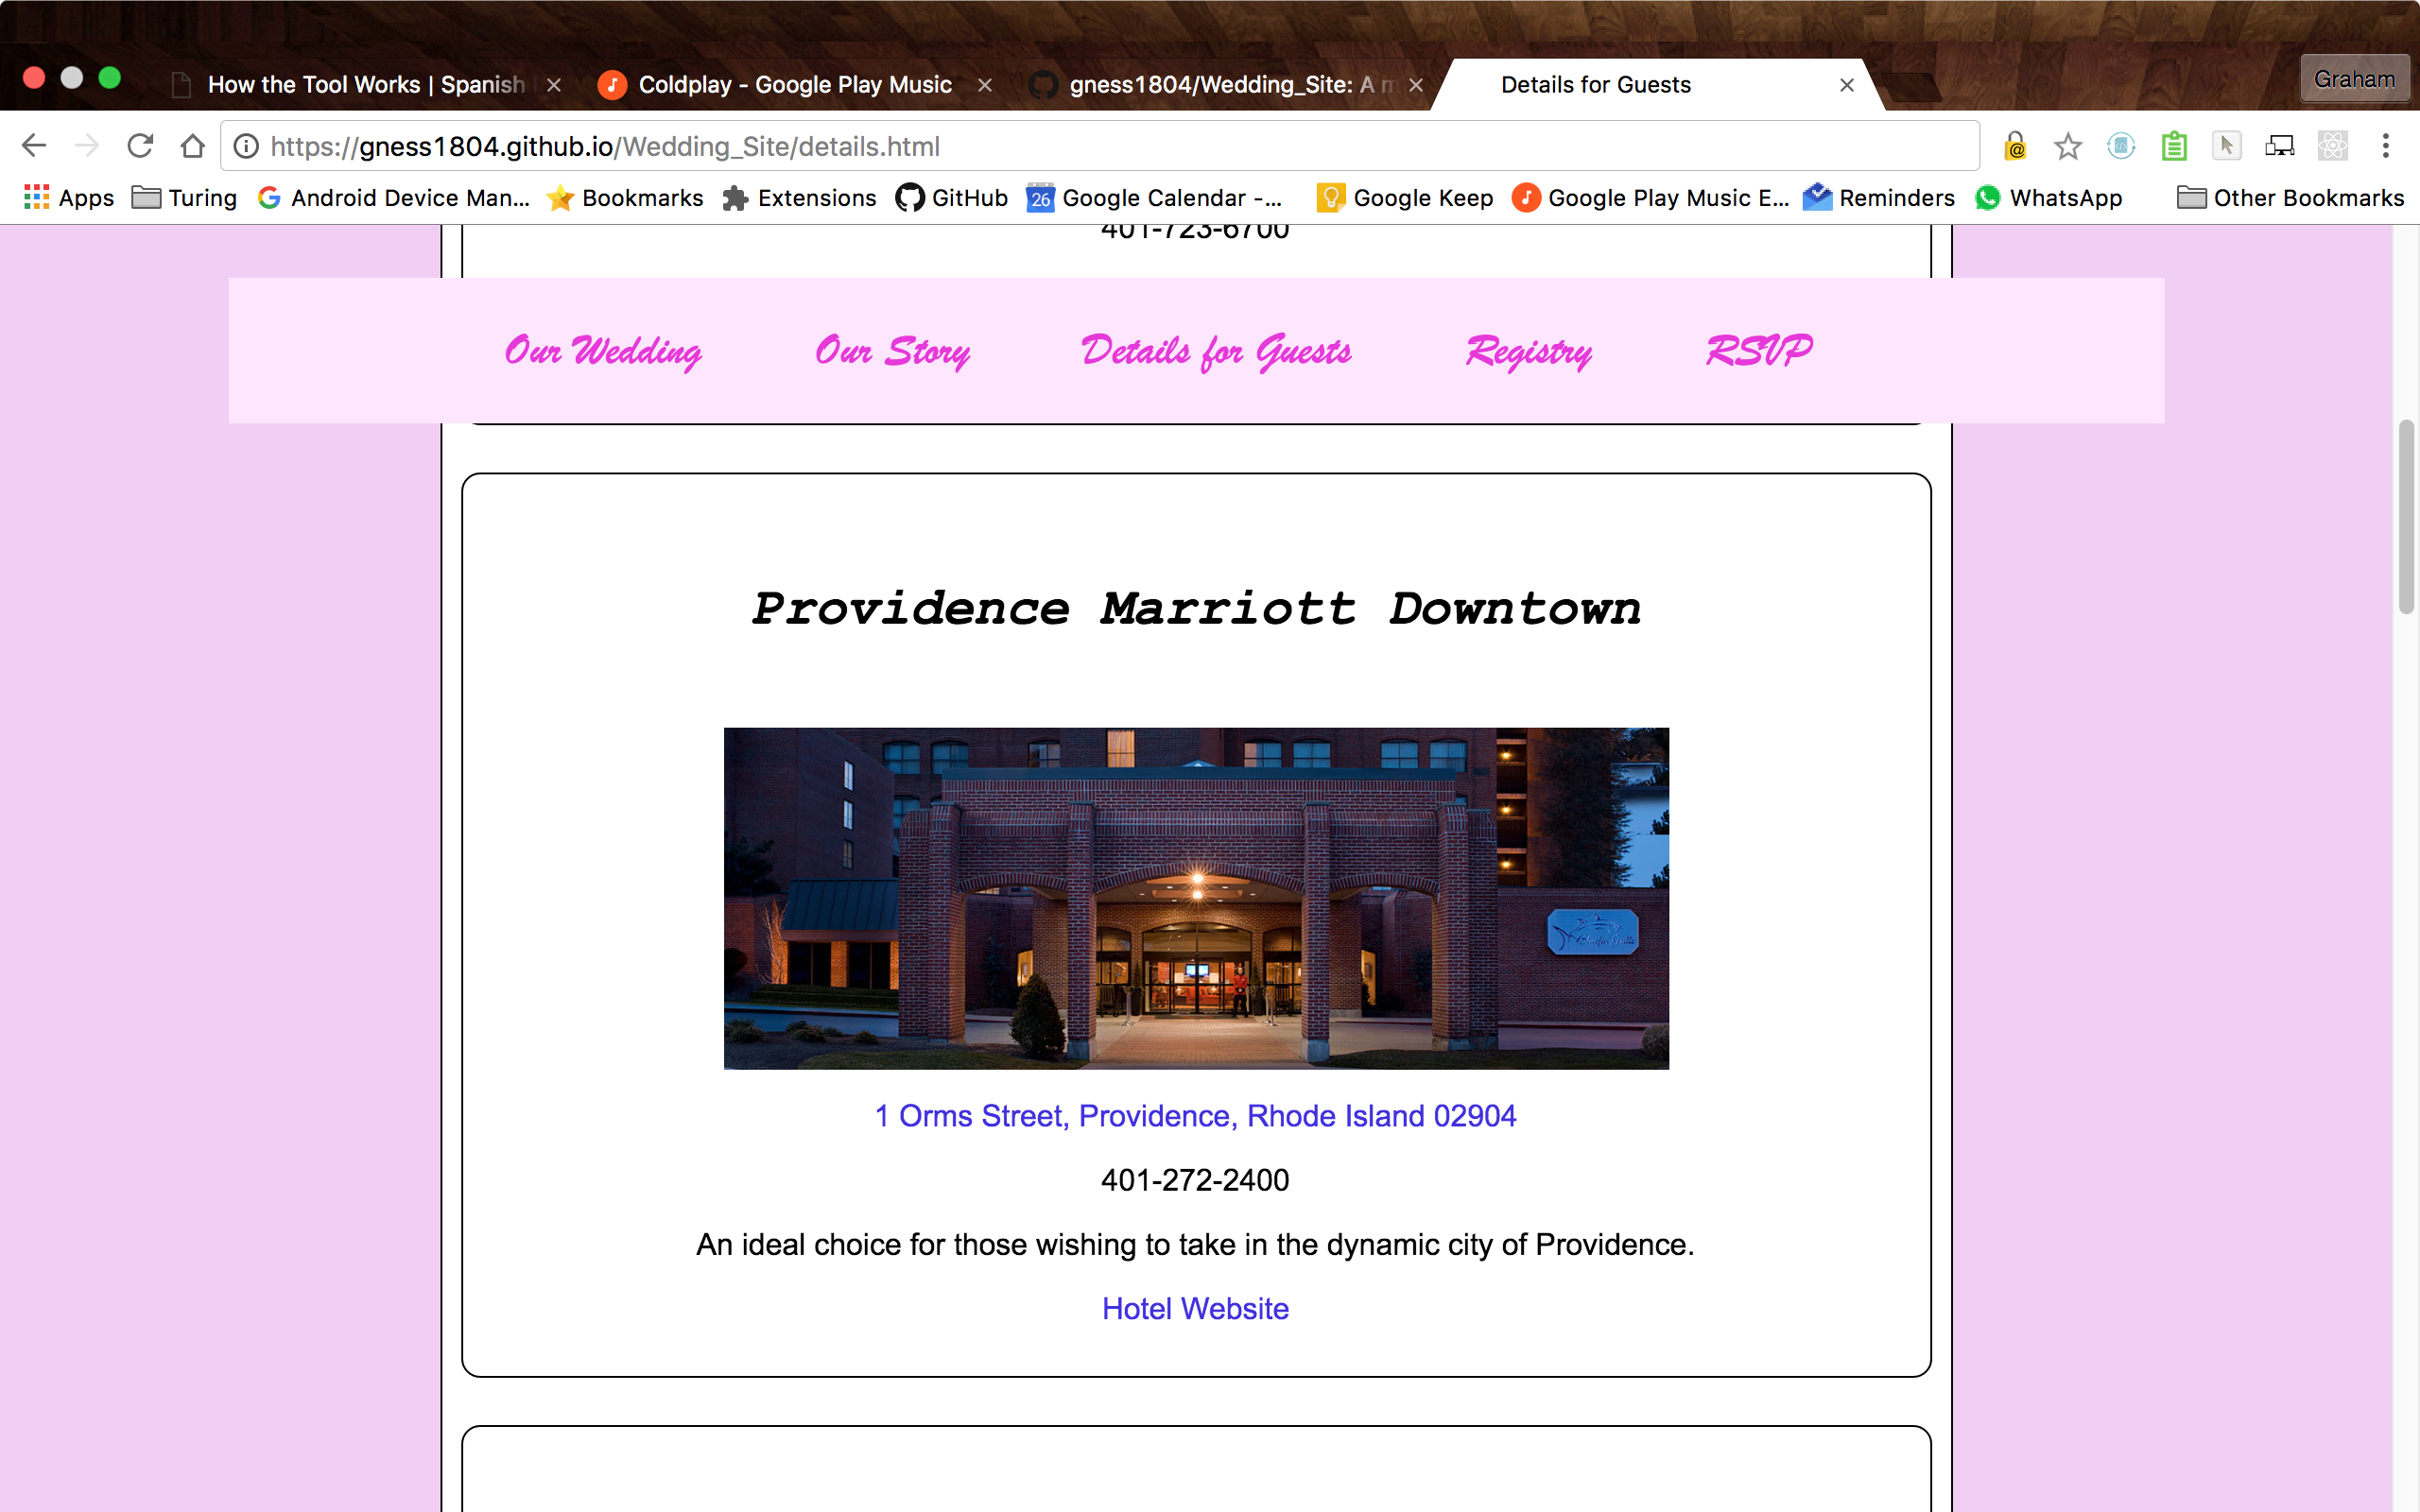 How the Tool Works | Spanish
Coldplay - Google Play Music
gness1804/Wedding_Site: A m
Details for Guests
Graham
https://gness1804.github.io/Wedding_Site/details.html
Apps
Turing
Android Device Man...
Bookmarks
Extensions
GitHub
26
Google Calendar -...
Google Keep
Google Play Music E...
Reminders
WhatsApp
Other Bookmarks
401-723-6700
Our Wedding
Our Story
Details for Guests
Registry
RSVP
Providence Marriott Downtown
1 Orms Street, Providence, Rhode Island 02904
401-272-2400
An ideal choice for those wishing to take in the dynamic city of Providence.
Hotel Website